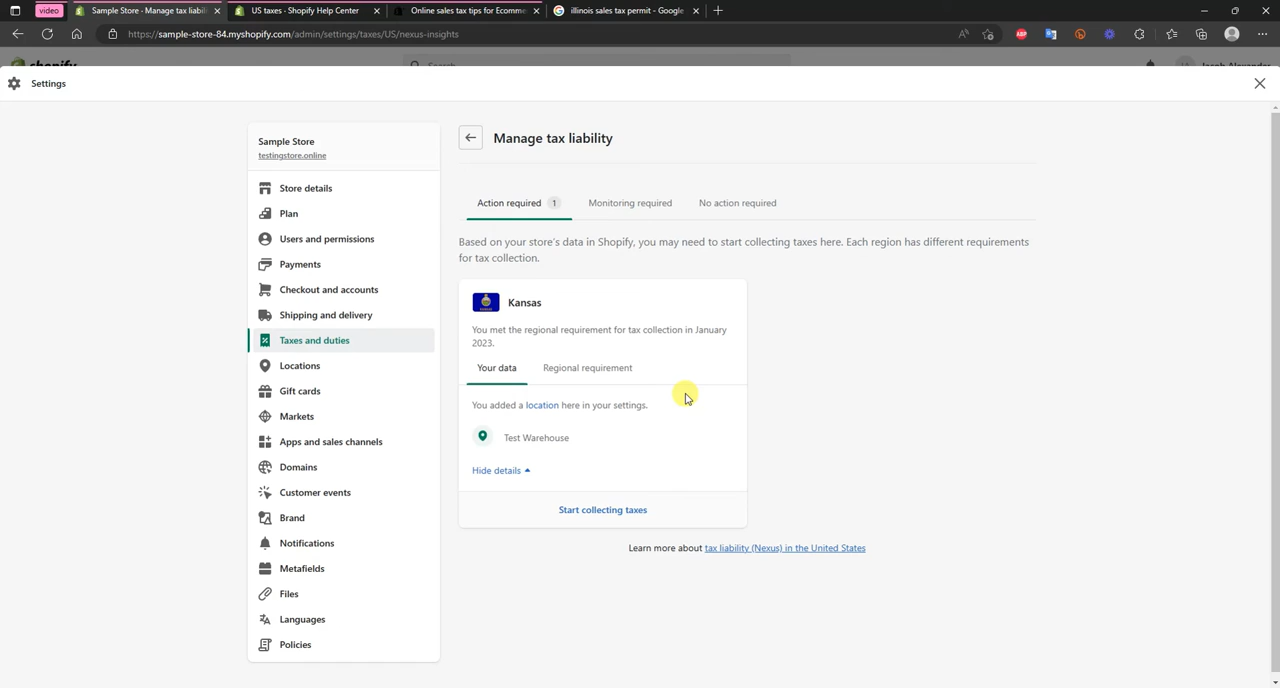 video
Sample Store - Manage tax liabili
US taxes - Shopify Help Center
Online sales tax tips for Ecomme
illinois sales tax permit - Google
https://sample-store-84.myshopify.com/admin/settings/taxes/US/nexus-insights
shopify
Search
Jacob Alexander
Settings
Sample Store
testingstore.online
Store details
Plan
Users and permissions
Payments
Checkout and accounts
Shipping and delivery
Taxes and duties
Locations
Gift cards
Markets
Apps and sales channels
Domains
Customer events
Brand
Notifications
Metafields
Files
Languages
Policies
Manage tax liability
Action required 1
Monitoring required
No action required
Based on your store's data in Shopify, you may need to start collecting taxes here. Each region has different requirements
for tax collection.
Kansas
You met the regional requirement for tax collection in January
2023.
Your data
Regional requirement
You added a location here in your settings.
Test Warehouse
Hide details
Start collecting taxes
Learn more about tax liability (Nexus) in the United States